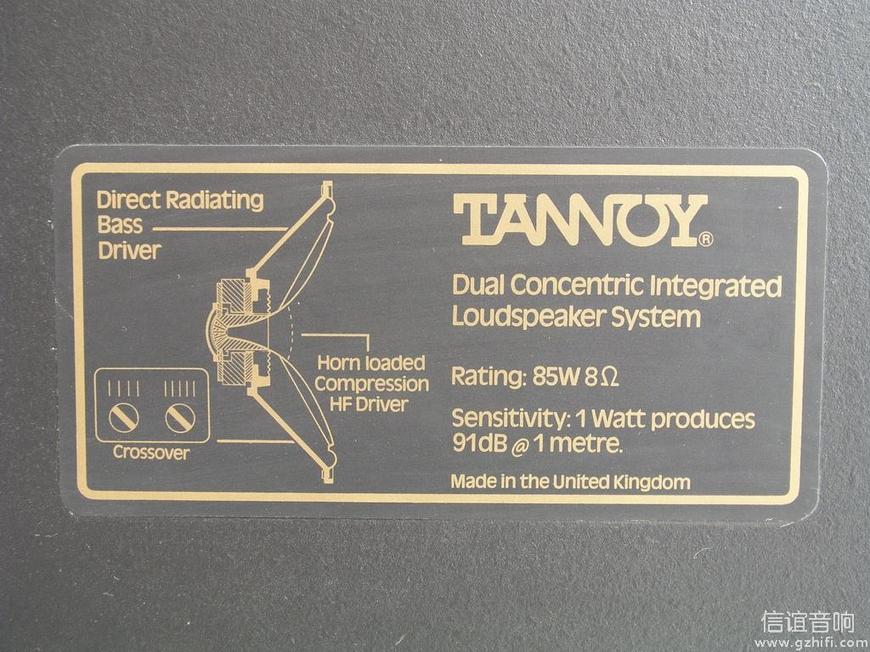 Direct Radiating
Bass
Driver
Horn loaded
Compression
HF Driver
Crossover
TANNOY®
Dual Concentric Integrated
Loudspeaker System
Rating: 85W 8Ω
Sensitivity: 1 Watt produces
91dB @ 1 metre.
Made in the United Kingdom
信谊音响
www.gzhifi.com